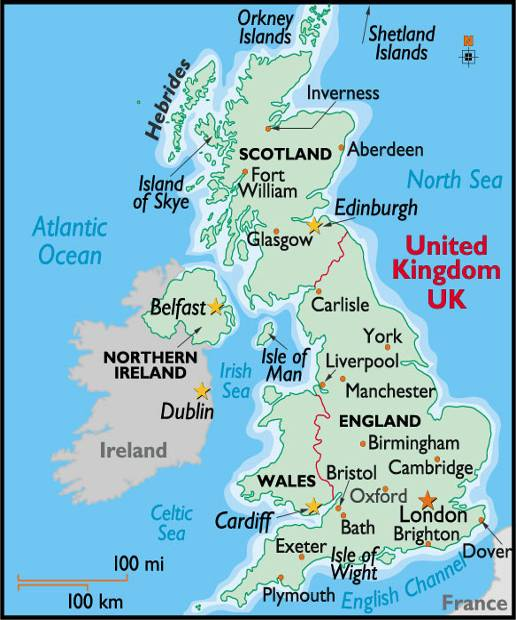 Orkney
Islands
Shetland
Islands
N
Hebrides
Inverness
SCOTLAND
Aberdeen
Island
of Skye
Fort
William
North Sea
Edinburgh
Atlantic
Ocean
Glasgow
United
Kingdom
UK
Belfast
Carlisle
NORTHERN
IRELAND
Isle of
Man
York
Irish
Sea
Liverpool
Manchester
Dublin
ENGLAND
Ireland
Birmingham
Cambridge
WALES
Bristol
Oxford
Celtic
Sea
Cardiff
London
Bath
Brighton
Dover
Exeter
Isle of
Wight
100 mi
100 km
Plymouth
English Channel
France